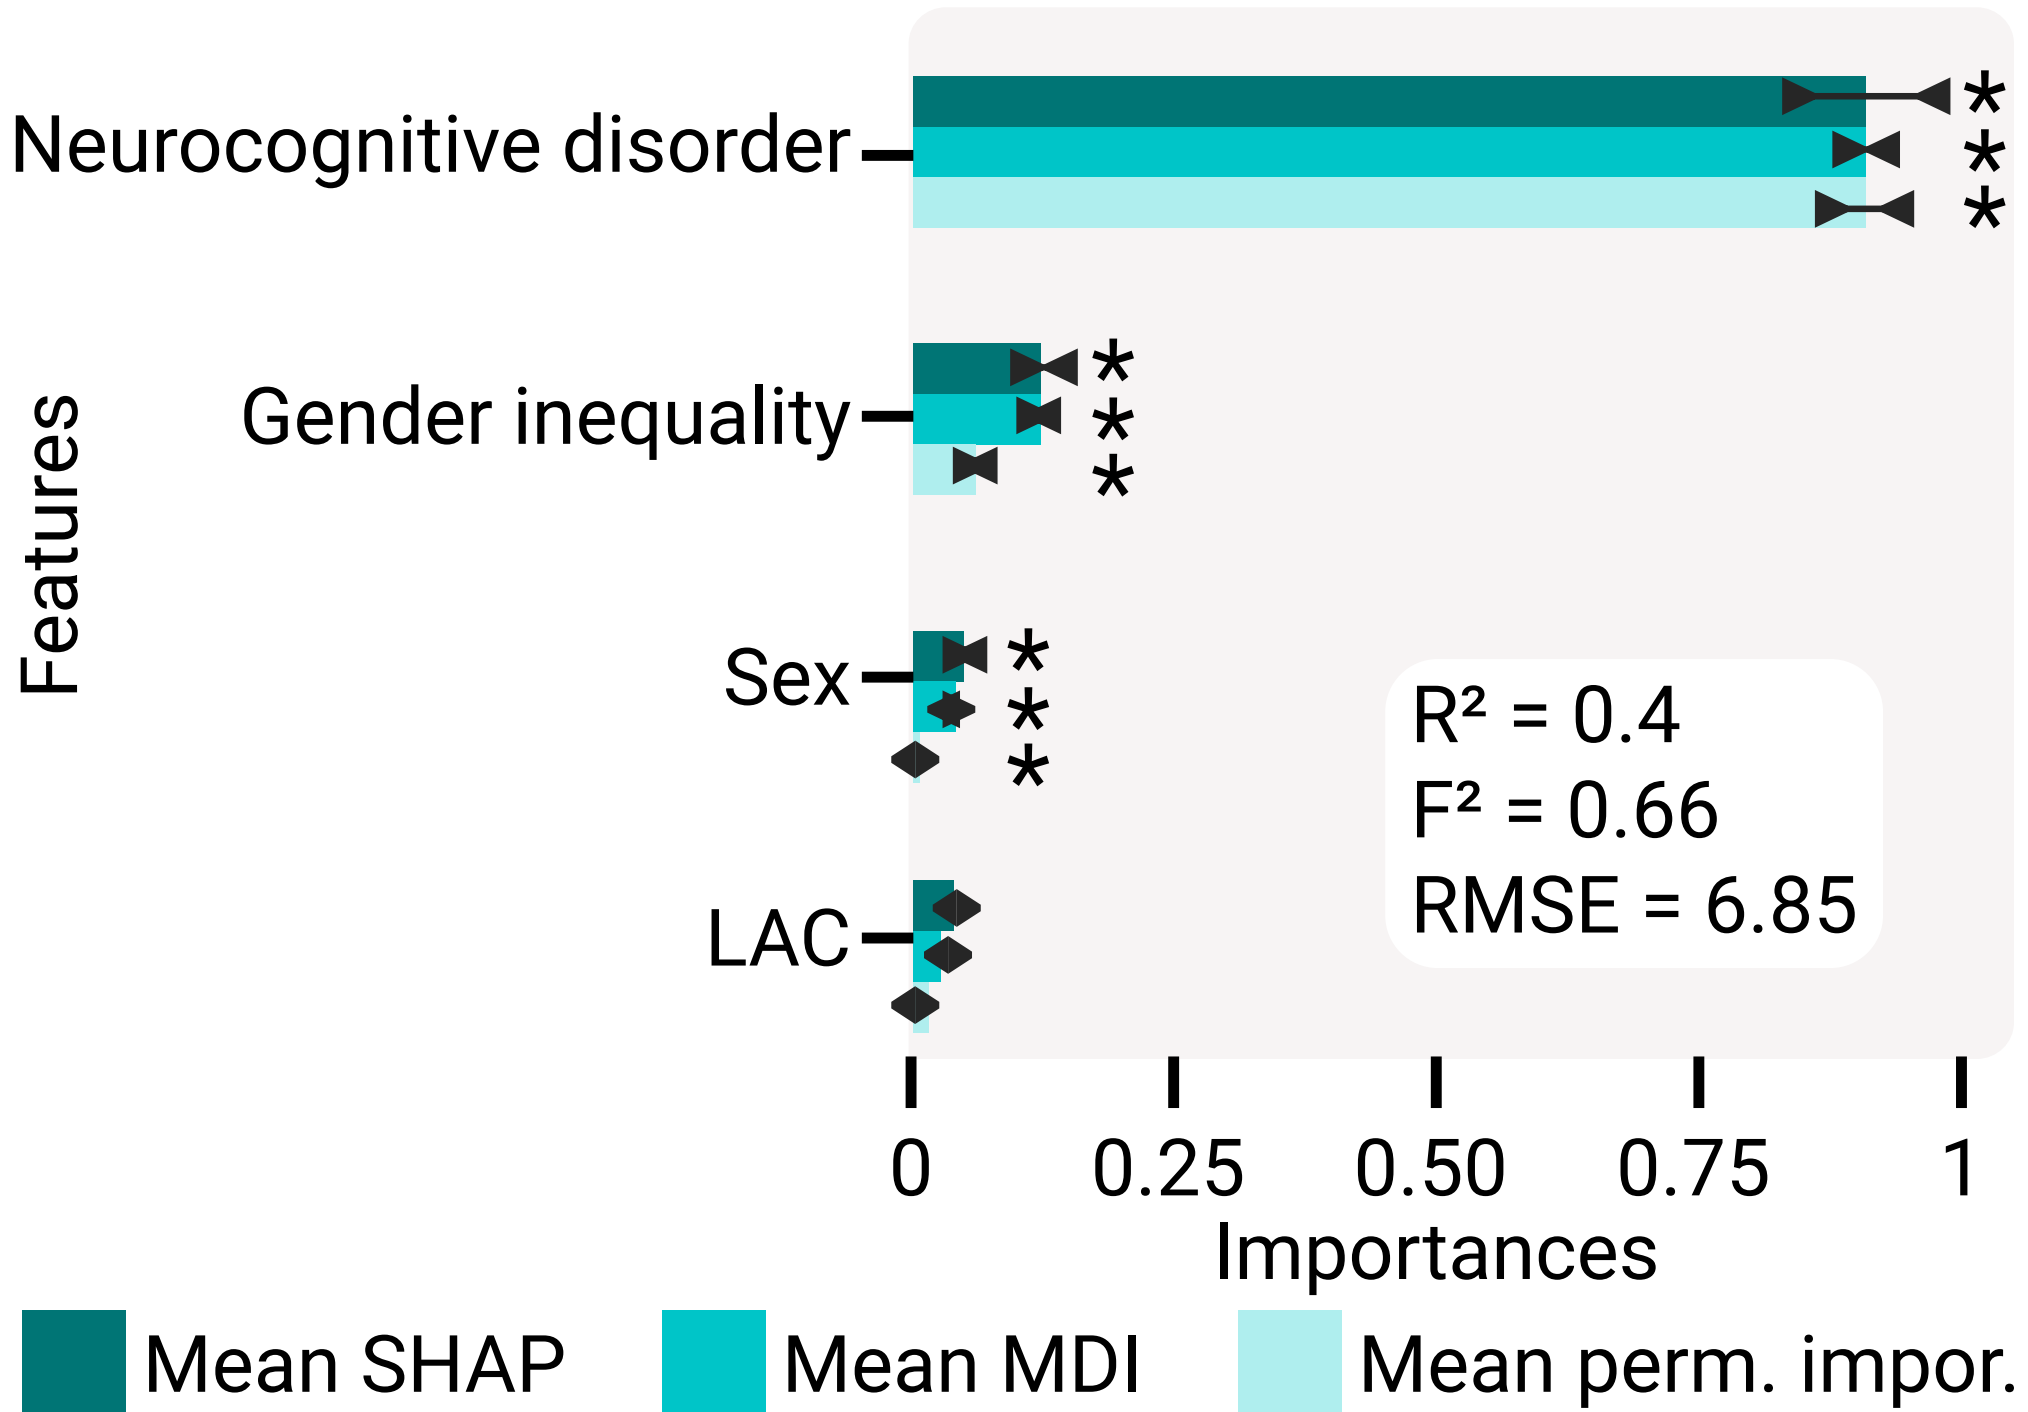 Neurocognitive disorder
*
*
*
Gender inequality
*
*
*
Sex
*
*
*
LAC
Features
R² = 0.4
F² = 0.66
RMSE = 6.85
0 0.25 0.50 0.75 1
Importances
Mean SHAP Mean MDI Mean perm. impor.